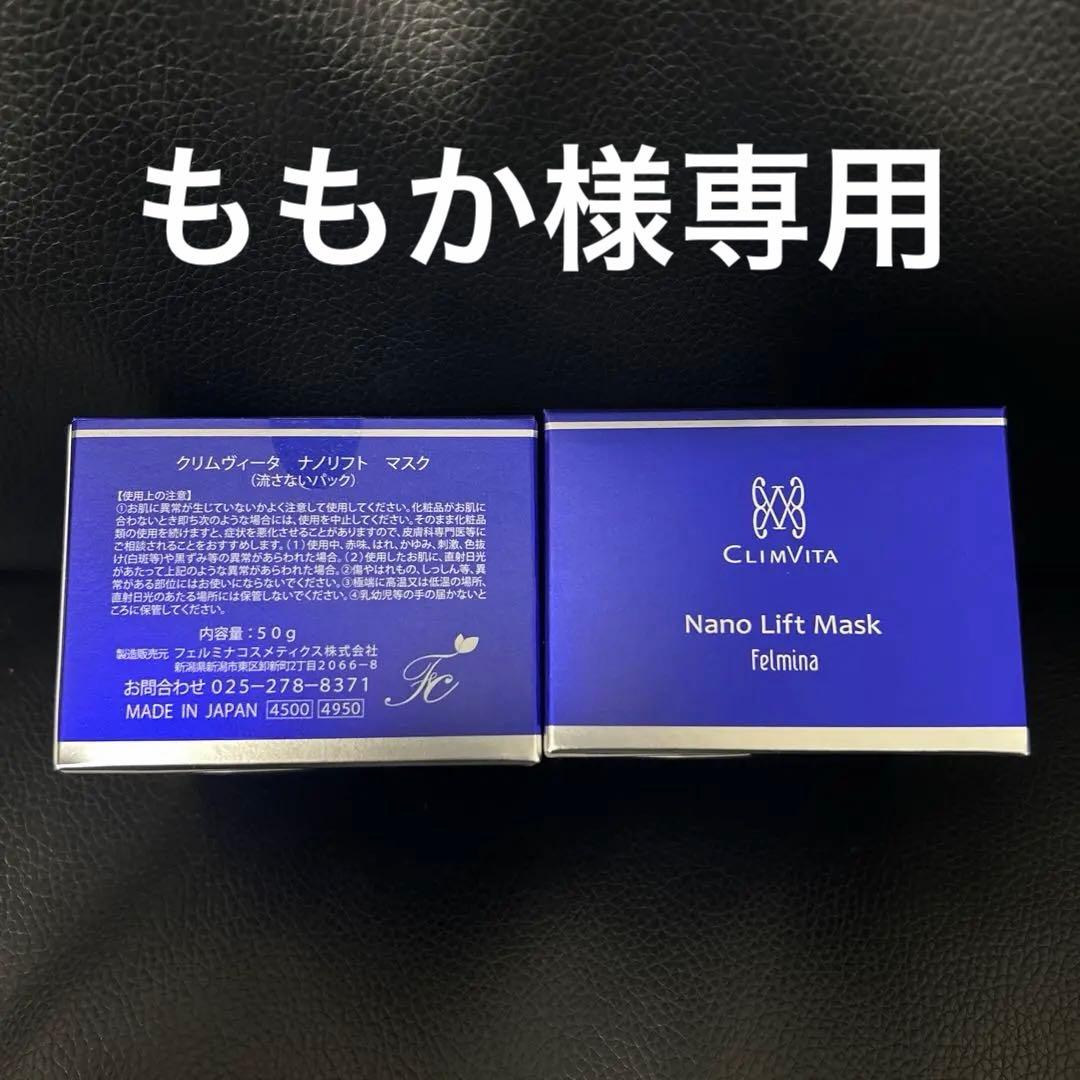 ももか様専用
クリムヴィータ ナノリフト マスク
(流さないパック)
【使用上の注意】
①お肌に異常が生じていないかよく注意して使用してください。化粧品がお肌に
合わないとき即ち次のような場合には、使用を中止してください。そのまま化粧品
類の使用を続けますと、症状を悪化させることがありますので、皮膚科専門医等に
ご相談されることをおすすめします。(1)使用中、赤味、はれ、かゆみ、刺激、色抜
け(白斑等)や黒ずみ等の異常があらわれた場合。(2)使用したお肌に、直射日光
があたって上記のような異常があらわれた場合。②傷やはれもの、しっしん等、異
常がある部位にはお使いにならないでください。③極端に高温又は低温の場所、
直射日光のあたる場所には保管しないでください。④乳幼児等の手の届かないと
ころに保管してください。
内容量：50g
製造販売元 フェルミナコスメティクス株式会社
新潟県新潟市東区卸新町2丁目2066-8
お問合わせ 025-278-8371
MADE IN JAPAN 4500 4950
Fc
CLIMVITA
Nano Lift Mask
Felmina